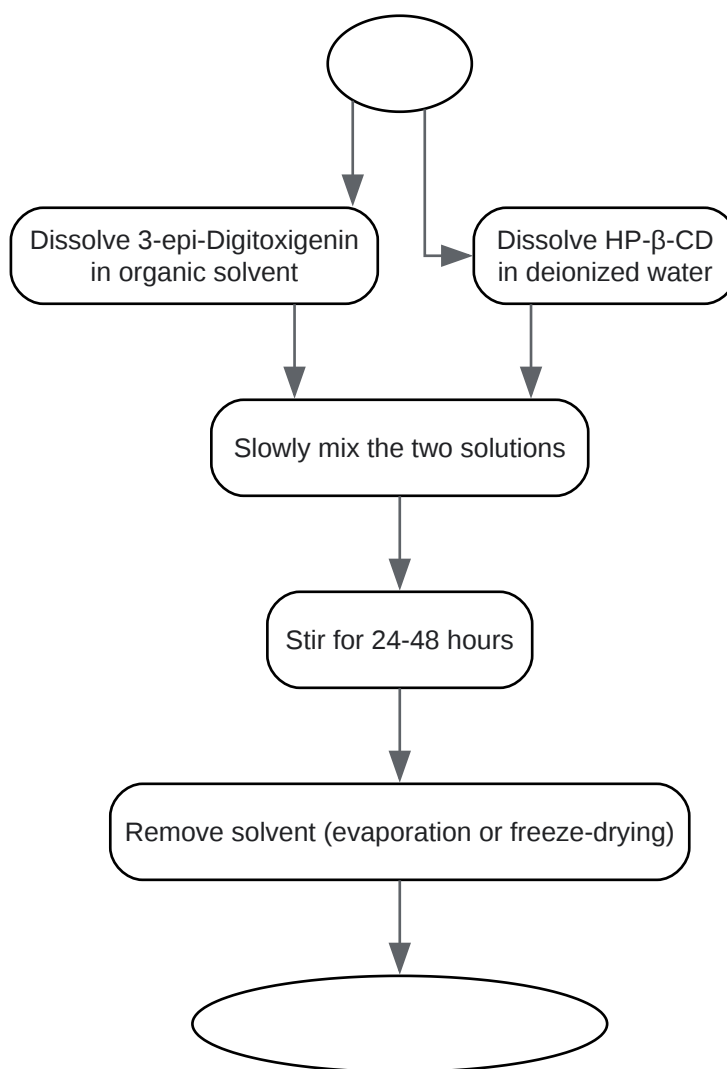 Dissolve 3-epi-Digitoxigenin
in organic solvent
Dissolve HP-β-CD
in deionized water
Slowly mix the two solutions
Stir for 24-48 hours
Remove solvent (evaporation or freeze-drying)